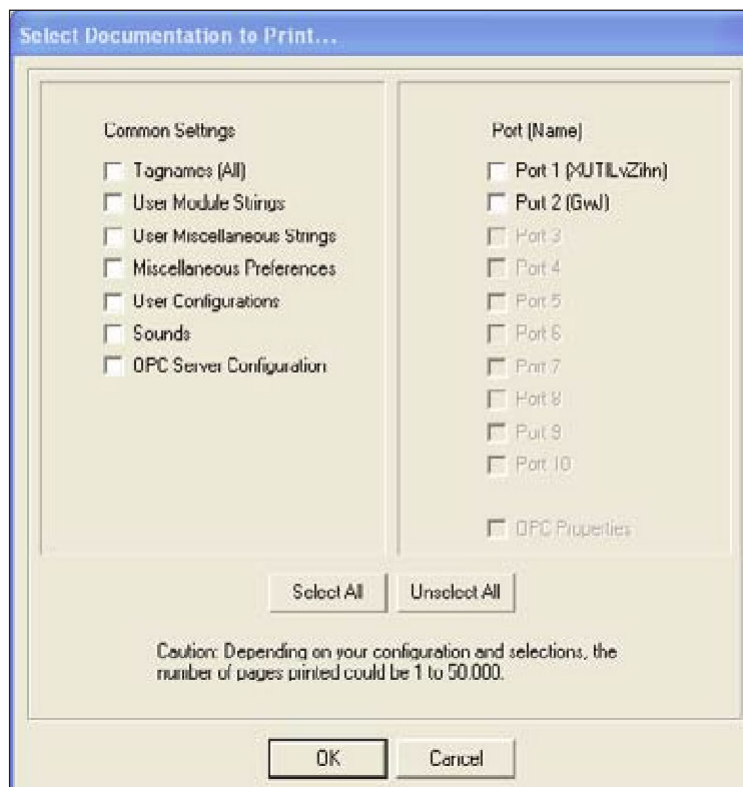 Select Documentation to Print...
Common Settings
Tagnames (All)
User Module Strings
User Miscellaneous Strings
Miscellaneous Preferences
User Configurations
Sounds
OPC Server Configuration
Port (Name)
Port 1 (XUTILvZihn)
Port 2 (GwJ)
Port 3
Port 4
Port 5
Port 6
Port 7
Port 8
Port 9
Port 10
OPC Properties
Select All
Unselect All
Caution: Depending on your configuration and selections, the
number of pages printed could be 1 to 50.000.
OK
Cancel